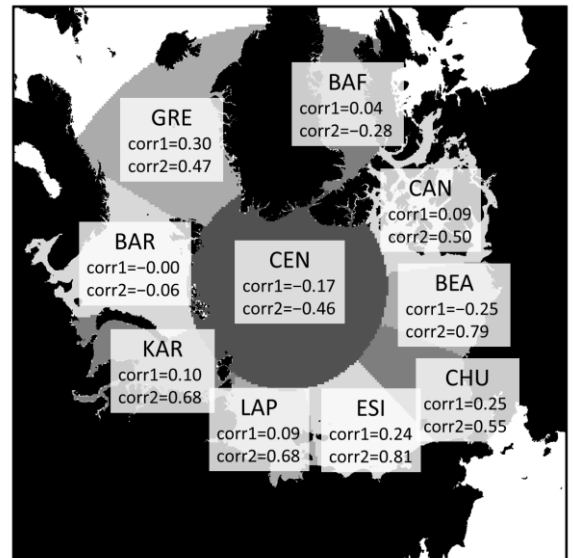 BAF
corr1=0.04
corr2=−0.28
GRE
corr1=0.30
corr2=0.47
CAN
corr1=0.09
corr2=0.50
BAR
corr1=−0.00
corr2=−0.06
CEN
corr1=−0.17
corr2=−0.46
BEA
corr1=−0.25
corr2=0.79
KAR
corr1=0.10
corr2=0.68
CHU
corr1=0.25
corr2=0.55
LAP
corr1=0.09
corr2=0.68
ESI
corr1=0.24
corr2=0.81